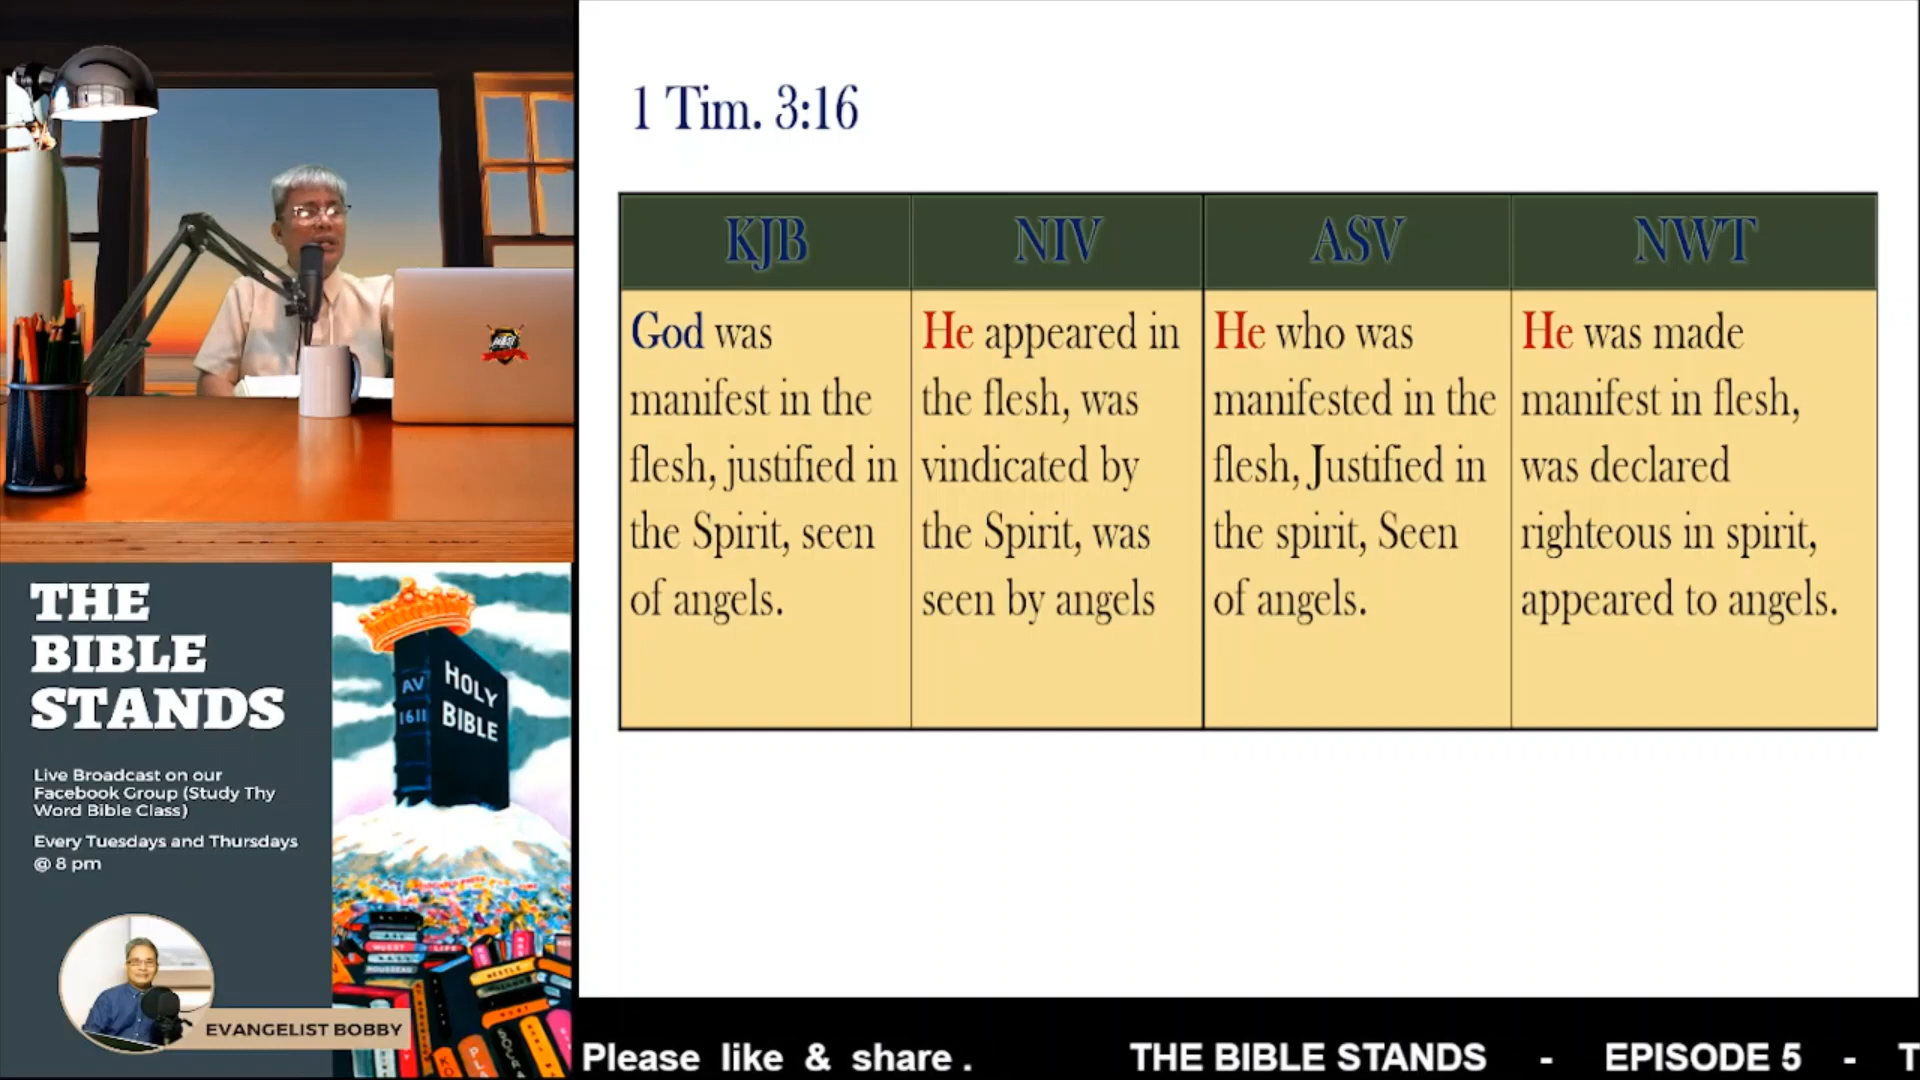 1 Tim. 3:16
KJB
God was
manifest in the
flesh, justified in
the Spirit, seen
of angels.
NIV
He appeared in
the flesh, was
vindicated by
the Spirit, was
seen by angels
ASV
He who was
manifested in the
flesh, Justified in
the spirit, Seen
of angels.
NWT
He was made
manifest in flesh,
was declared
righteous in spirit,
appeared to angels.
THE
BIBLE
STANDS
Live Broadcast on our
Facebook Group (Study Thy
Word Bible Class)
Every Tuesdays and Thursdays
@ 8 pm
HOLY
BIBLE
AV
1611
EVANGELIST BOBBY
Please like & share . THE BIBLE STANDS - EPISODE 5 - T